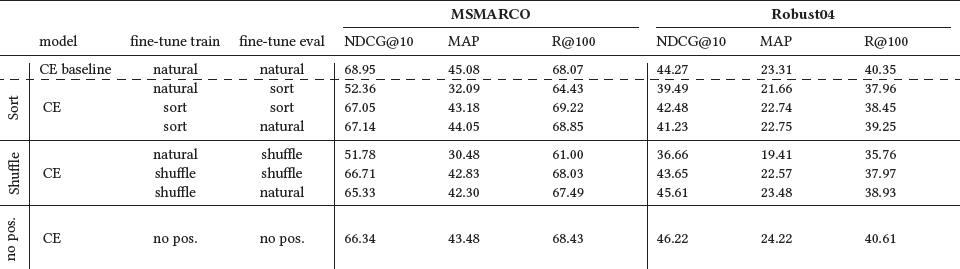 MSMARCO Robust04
model fine-tune train fine-tune eval NDCG@10 MAP R@100 NDCG@10 MAP R@100
CE baseline natural natural 68.95 45.08 68.07 44.27 23.31 40.35
Sort
natural sort 52.36 32.09 64.43 39.49 21.66 37.96
CE sort sort 67.05 43.18 69.22 42.48 22.74 38.45
sort natural 67.14 44.05 68.85 41.23 22.75 39.25
Shuffle
natural shuffle 51.78 30.48 61.00 36.66 19.41 35.76
CE shuffle shuffle 66.71 42.83 68.03 43.65 22.57 37.97
shuffle natural 65.33 42.30 67.49 45.61 23.48 38.93
no pos.
CE no pos. no pos. 66.34 43.48 68.43 46.22 24.22 40.61